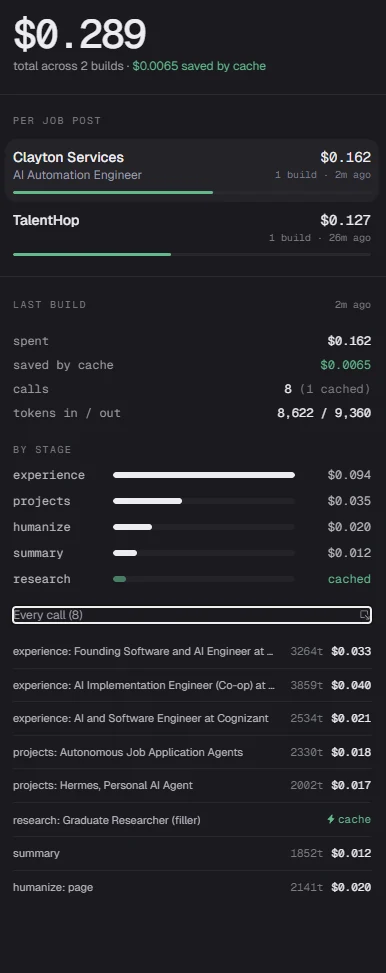 $0.289
total across 2 builds · $0.0065 saved by cache
PER JOB POST
Clayton Services $0.162
AI Automation Engineer 1 build · 2m ago
TalentHop $0.127
1 build · 26m ago
LAST BUILD 2m ago
spent $0.162
saved by cache $0.0065
calls 8 (1 cached)
tokens in / out 8,622 / 9,360
BY STAGE
experience $0.094
projects $0.035
humanize $0.020
summary $0.012
research cached
Every call (8)
experience: Founding Software and AI Engineer at … 3264t $0.033
experience: AI Implementation Engineer (Co-op) at … 3859t $0.040
experience: AI and Software Engineer at Cognizant 2534t $0.021
projects: Autonomous Job Application Agents 2330t $0.018
projects: Hermes, Personal AI Agent 2002t $0.017
research: Graduate Researcher (filler) cache
summary 1852t $0.012
humanize: page 2141t $0.020